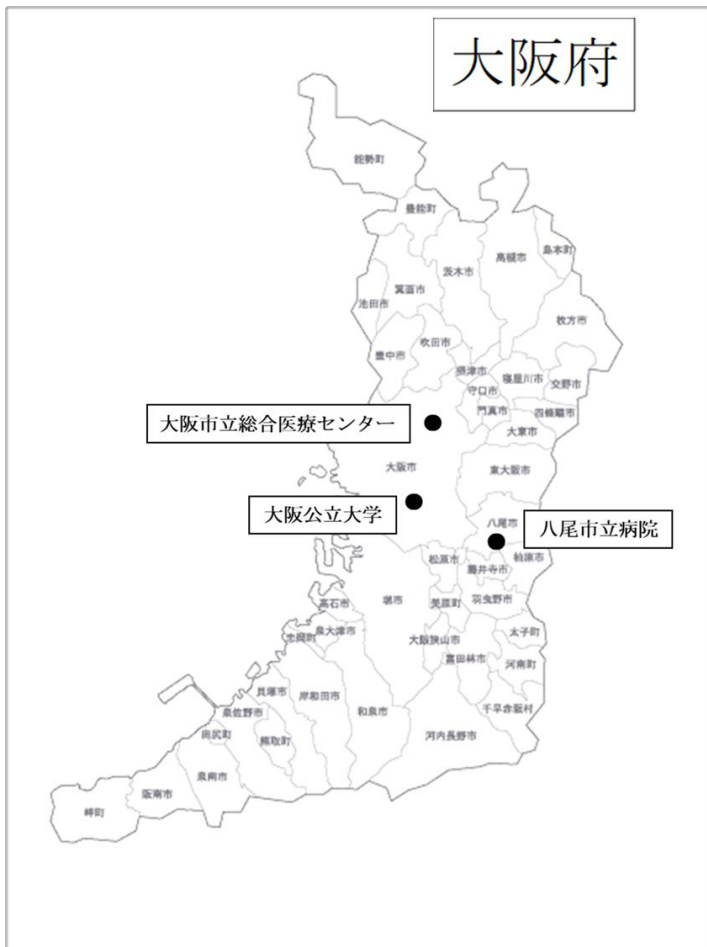 大阪府
能勢町
豊能町
島本町
高槻市
茨木市
箕面市
池田市
枚方市
吹田市
豊中市
摂津市
寝屋川市
交野市
守口市
門真市
四條畷市
大阪市立総合医療センター
大東市
大阪市
東大阪市
大阪公立大学
八尾市
八尾市立病院
松原市
柏原市
藤井寺市
堺市
美原町
羽曳野市
高石市
泉大津市
忠岡町
大阪狭山市
太子町
富田林市
河南町
貝塚市
岸和田市
和泉市
千早赤阪村
泉佐野市
熊取町
田尻町
河内長野市
泉南市
阪南市
岬町